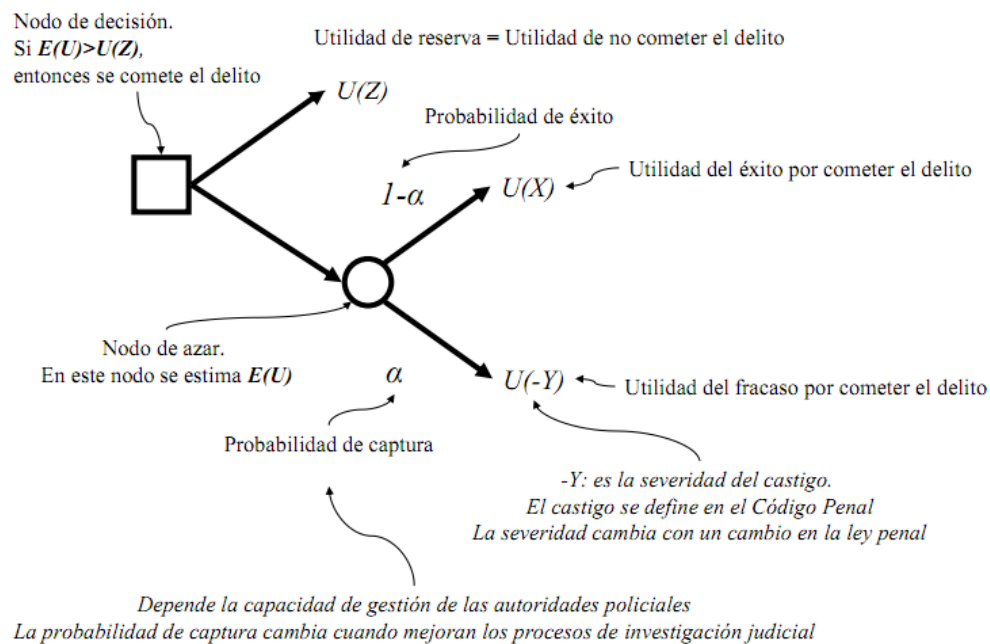 Nodo de decisión.
Si E(U)>U(Z),
entonces se comete el delito
Utilidad de reserva = Utilidad de no cometer el delito
U(Z)
Probabilidad de éxito
1-α
U(X)
Utilidad del éxito por cometer el delito
Nodo de azar.
En este nodo se estima E(U)
α
U(-Y)
Utilidad del fracaso por cometer el delito
Probabilidad de captura
-Y: es la severidad del castigo.
El castigo se define en el Código Penal
La severidad cambia con un cambio en la ley penal
Depende la capacidad de gestión de las autoridades policiales
La probabilidad de captura cambia cuando mejoran los procesos de investigación judicial